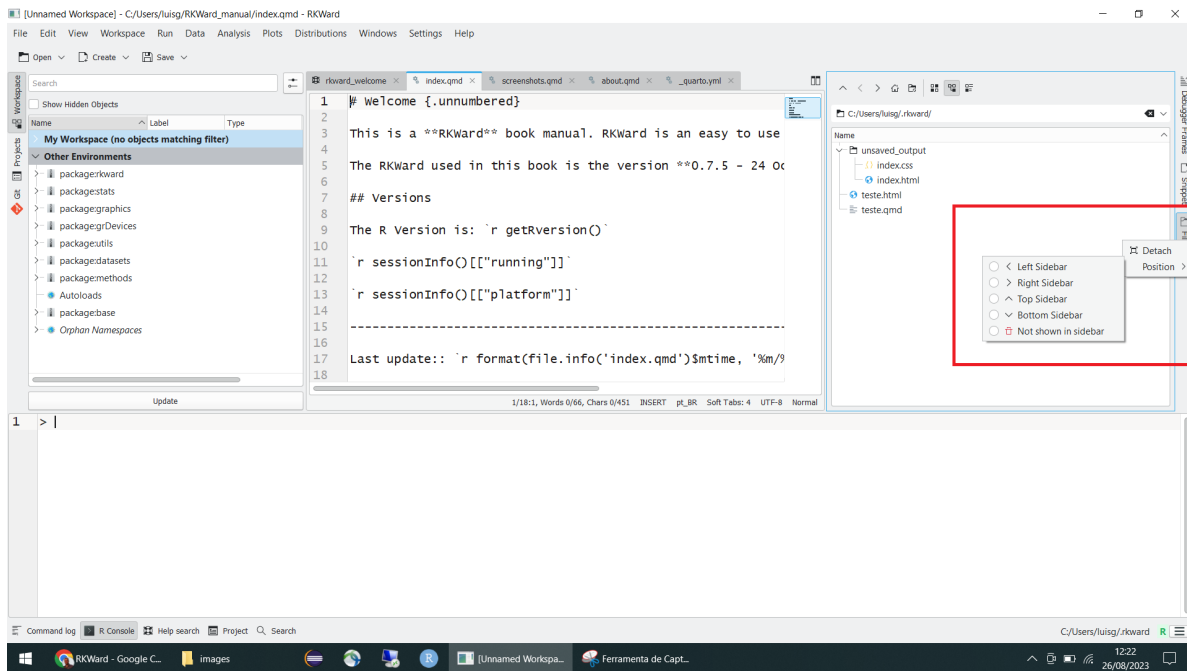 [Unnamed Workspace] - C:/Users/luisg/RKWard_manual/index.qmd - RKWard
File Edit View Workspace Run Data Analysis Plots Distributions Windows Settings Help
Open Create Save
Workspace
Projects
Git
Search
Show Hidden Objects
Name Label Type
My Workspace (no objects matching filter)
Other Environments
package:rkward
package:stats
package:graphics
package:grDevices
package:utils
package:datasets
package:methods
Autoloads
package:base
Orphan Namespaces
Update
rkward_welcome index.qmd screenshots.qmd about.qmd _quarto.yml
1 # Welcome {.unnumbered}
2
3 This is a **RKWard** book manual. RKWard is an easy to use
4
5 The RKWard used in this book is the version **0.7.5 - 24 Oc
6
7 ## Versions
8
9 The R Version is: `r getRversion()`
10
11 `r sessionInfo()[["running"]]`
12
13 `r sessionInfo()[["platform"]]`
14
15 ------------------------------------------------------------
16
17 Last update:: `r format(file.info('index.qmd')$mtime, '%m/%
18
1/18:1, Words 0/66, Chars 0/451 INSERT pt_BR Soft Tabs: 4 UTF-8 Normal
C:/Users/luisg/.rkward/
Name
unsaved_output
index.css
index.html
teste.html
teste.qmd
Debugger Frames
Snippets
Detach
Position
Left Sidebar
Right Sidebar
Top Sidebar
Bottom Sidebar
Not shown in sidebar
1 >
Command log R Console Help search Project Search
C:/Users/luisg/.rkward R
RKWard - Google C... images R [Unnamed Workspa... Ferramenta de Capt...
12:22
26/08/2023